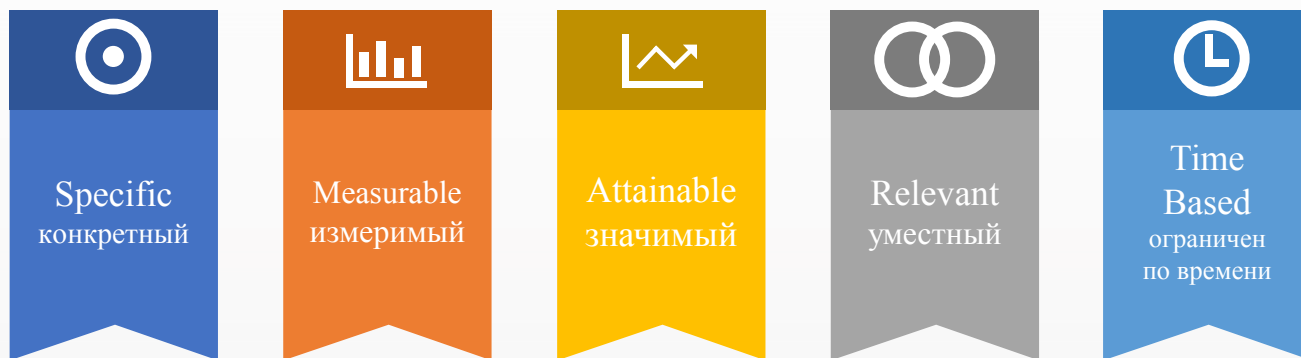 Specific
конкретный
Measurable
измеримый
Attainable
значимый
Relevant
уместный
Time
Based
ограничен
по времени